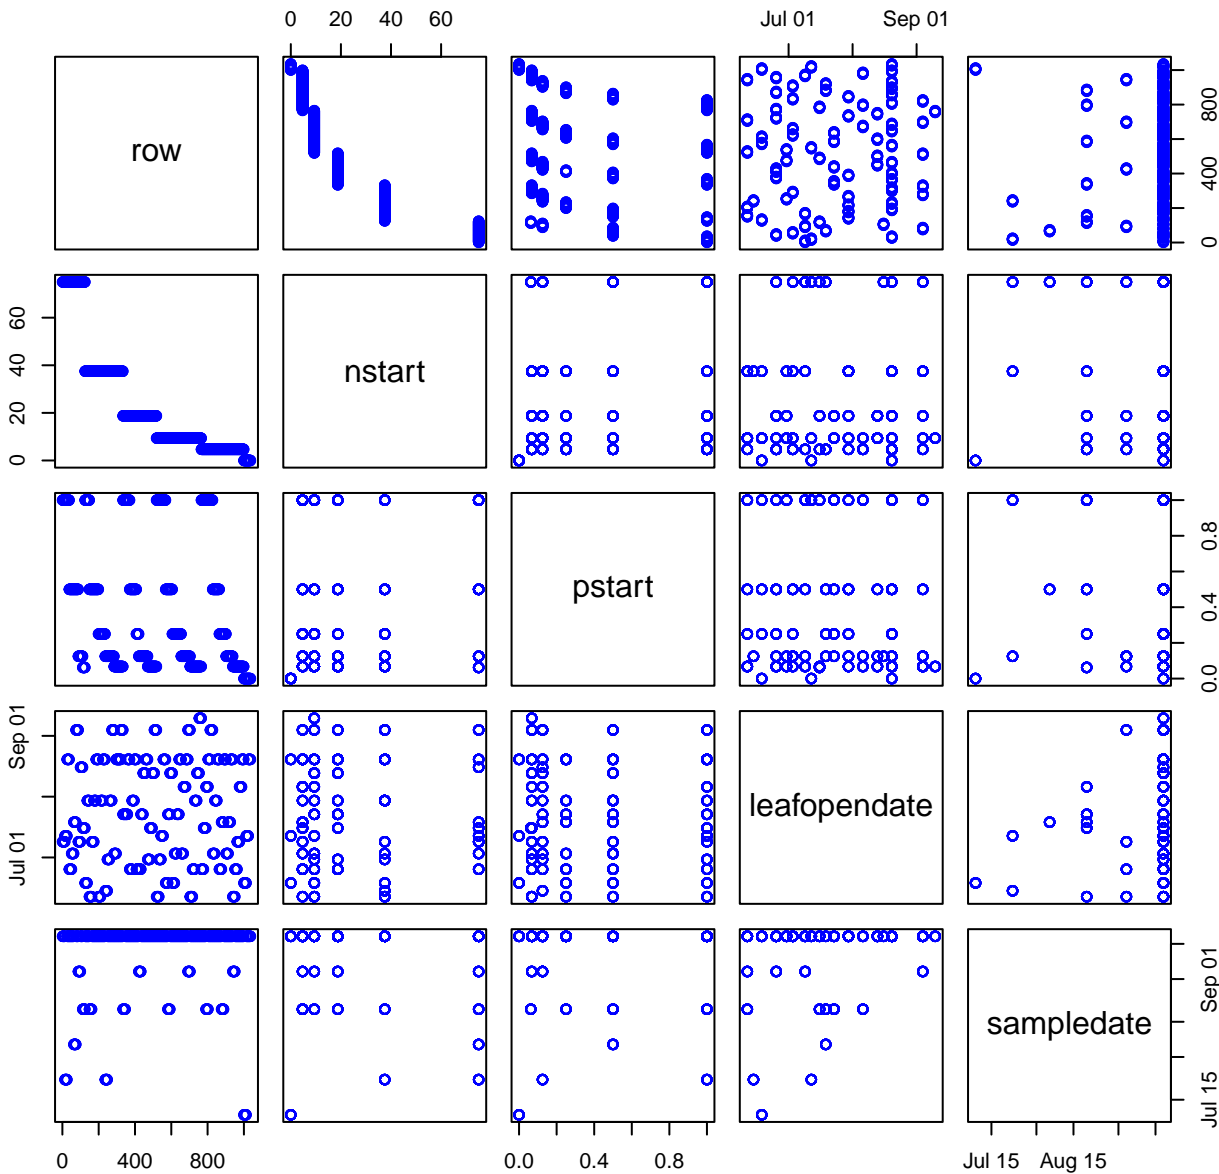 0 20 40 60
Jul 01 Sep 01
row
0 400 800
0 20 40 60
nstart
pstart
0.0 0.4 0.8
Jul 01 Sep 01
leafopendate
sampledate
Jul 15 Sep 01
0 400 800
0.0 0.4 0.8
Jul 15 Aug 15